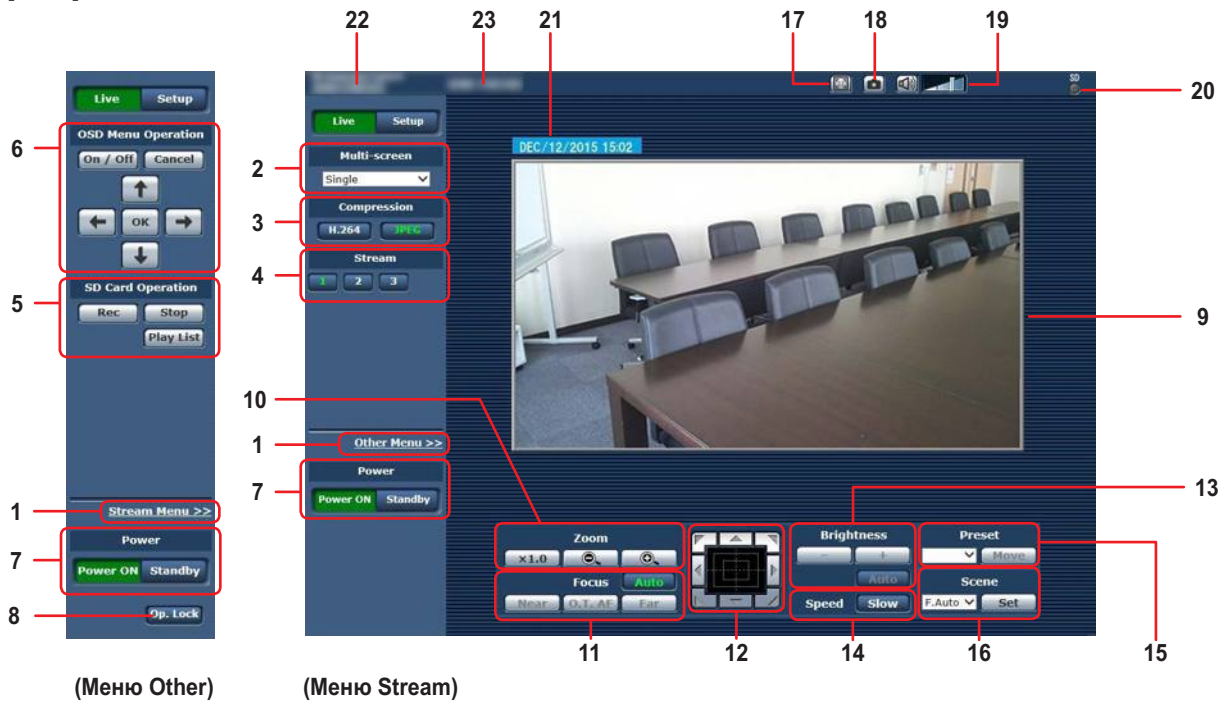 22
23
21
17
18
19
SD
20
Live Setup
OSD Menu Operation
6
On / Off Cancel
OK
SD Card Operation
5
Rec Stop
Play List
1
Stream Menu >>
Power
7
Power ON Standby
8
Op. Lock
(Меню Other)
Live Setup
Multi-screen
2
Single
Compression
3
H.264 JPEG
Stream
4
1 2 3
10
1
Other Menu >>
Power
7
Power ON Standby
(Меню Stream)
DEC/12/2015 15:02
9
13
Zoom
×1.0
Focus Auto
Near O.T. AF Far
Brightness
- +
Auto
Speed Slow
Preset
Move
Scene
F.Auto Set
11
12
14
16
15